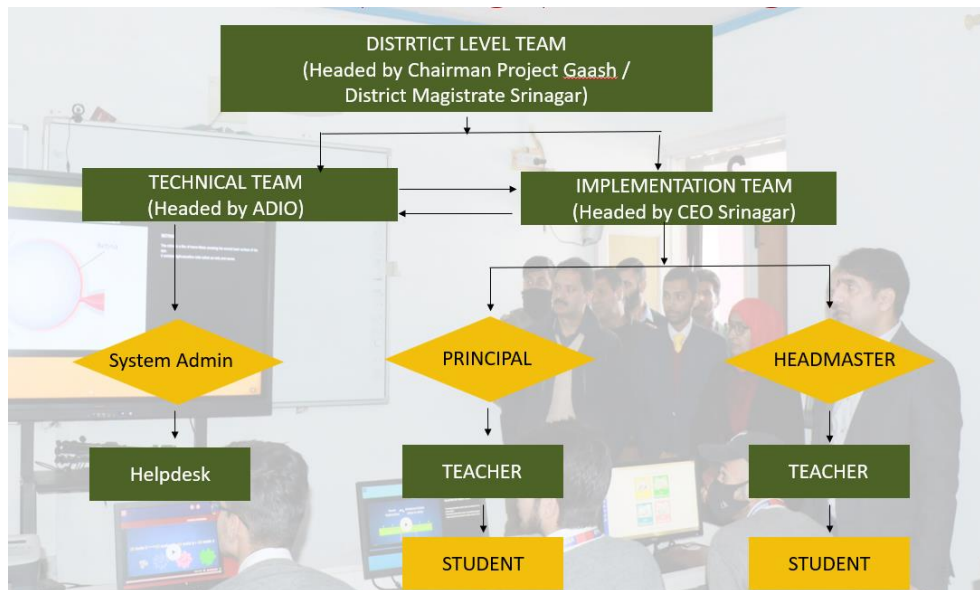 DISTRTICT LEVEL TEAM
(Headed by Chairman Project Gaash /
District Magistrate Srinagar)
TECHNICAL TEAM
(Headed by ADIO)
IMPLEMENTATION TEAM
(Headed by CEO Srinagar)
System Admin
PRINCIPAL
HEADMASTER
Helpdesk
TEACHER
TEACHER
STUDENT
STUDENT